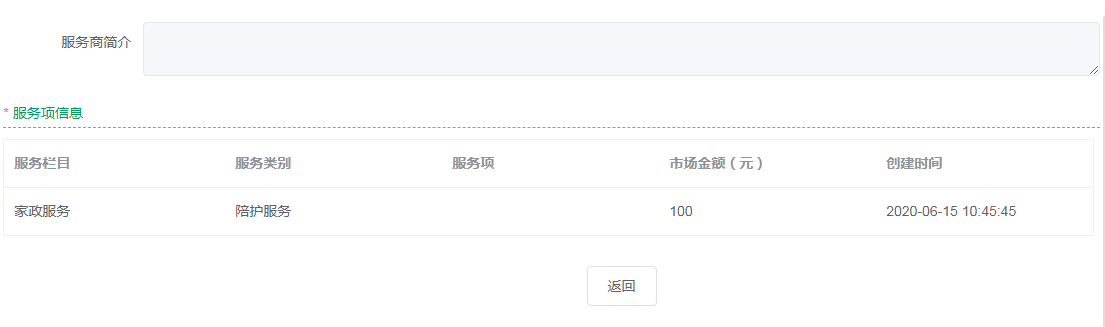 服务商简介
* 服务项信息
服务栏目 服务类别 服务项 市场金额（元） 创建时间
家政服务 陪护服务 100 2020-06-15 10:45:45
返回